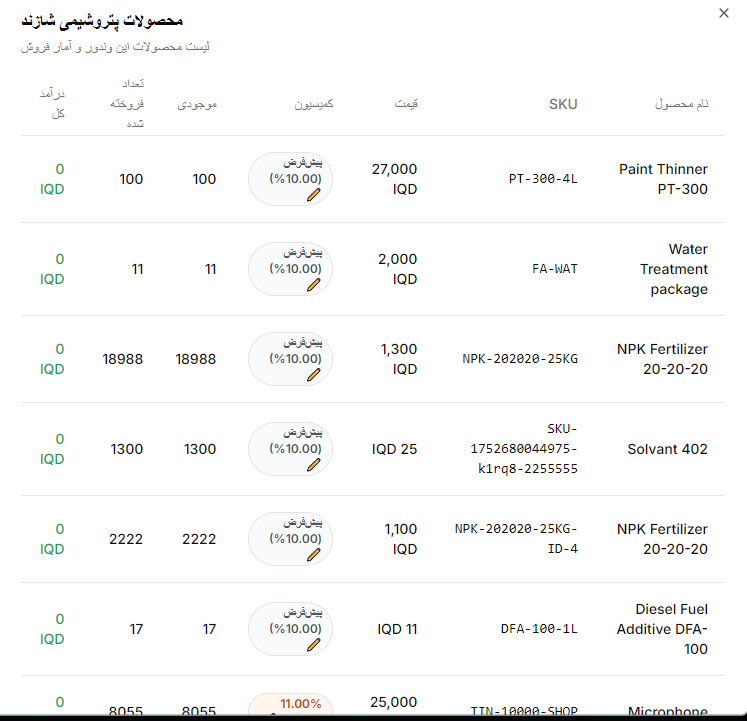 محصولات پتروشیمی شازند
لیست محصولات این وندور و آمار فروش
نام محصول SKU قیمت کمیسیون موجودی تعداد فروخته شده درآمد کل
Paint Thinner PT-300 PT-300-4L 27,000 IQD پیش‌فرض (%10.00) 100 100 0 IQD
Water Treatment package FA-WAT 2,000 IQD پیش‌فرض (%10.00) 11 11 0 IQD
NPK Fertilizer 20-20-20 NPK-202020-25KG 1,300 IQD پیش‌فرض (%10.00) 18988 18988 0 IQD
Solvant 402 SKU-1752680044975-k1rq8-2255555 IQD 25 پیش‌فرض (%10.00) 1300 1300 0 IQD
NPK Fertilizer 20-20-20 NPK-202020-25KG-ID-4 1,100 IQD پیش‌فرض (%10.00) 2222 2222 0 IQD
Diesel Fuel Additive DFA-100 DFA-100-1L IQD 11 پیش‌فرض (%10.00) 17 17 0 IQD
Microphone TIN-10000-SHOP 25,000 11.00% 8055 8055 0